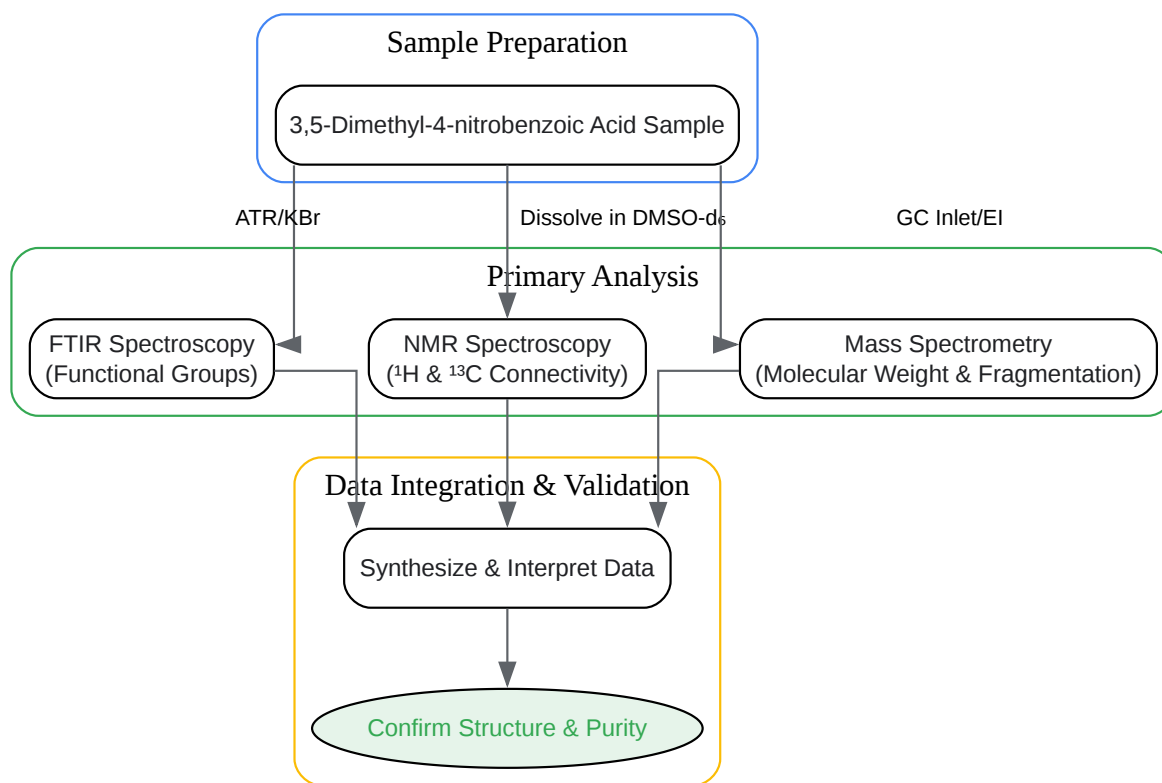 Sample Preparation
3,5-Dimethyl-4-nitrobenzoic Acid Sample
ATR/KBr
Dissolve in DMSO-d₆
GC Inlet/EI
Primary Analysis
FTIR Spectroscopy
(Functional Groups)
NMR Spectroscopy
(¹H & ¹³C Connectivity)
Mass Spectrometry
(Molecular Weight & Fragmentation)
Data Integration & Validation
Synthesize & Interpret Data
Confirm Structure & Purity